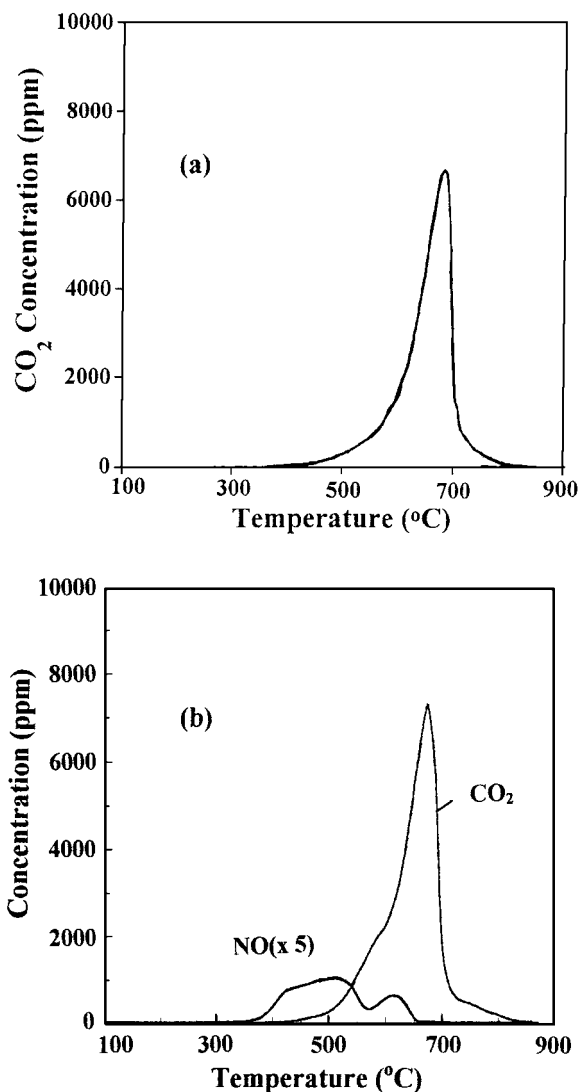 10000
8000
6000
4000
2000
0
CO₂ Concentration (ppm)
(a)
100 300 500 700 900
Temperature (oC)
10000
8000
6000
4000
2000
0
Concentration (ppm)
(b)
CO₂
NO(x 5)
100 300 500 700 900
Temperature (°C)